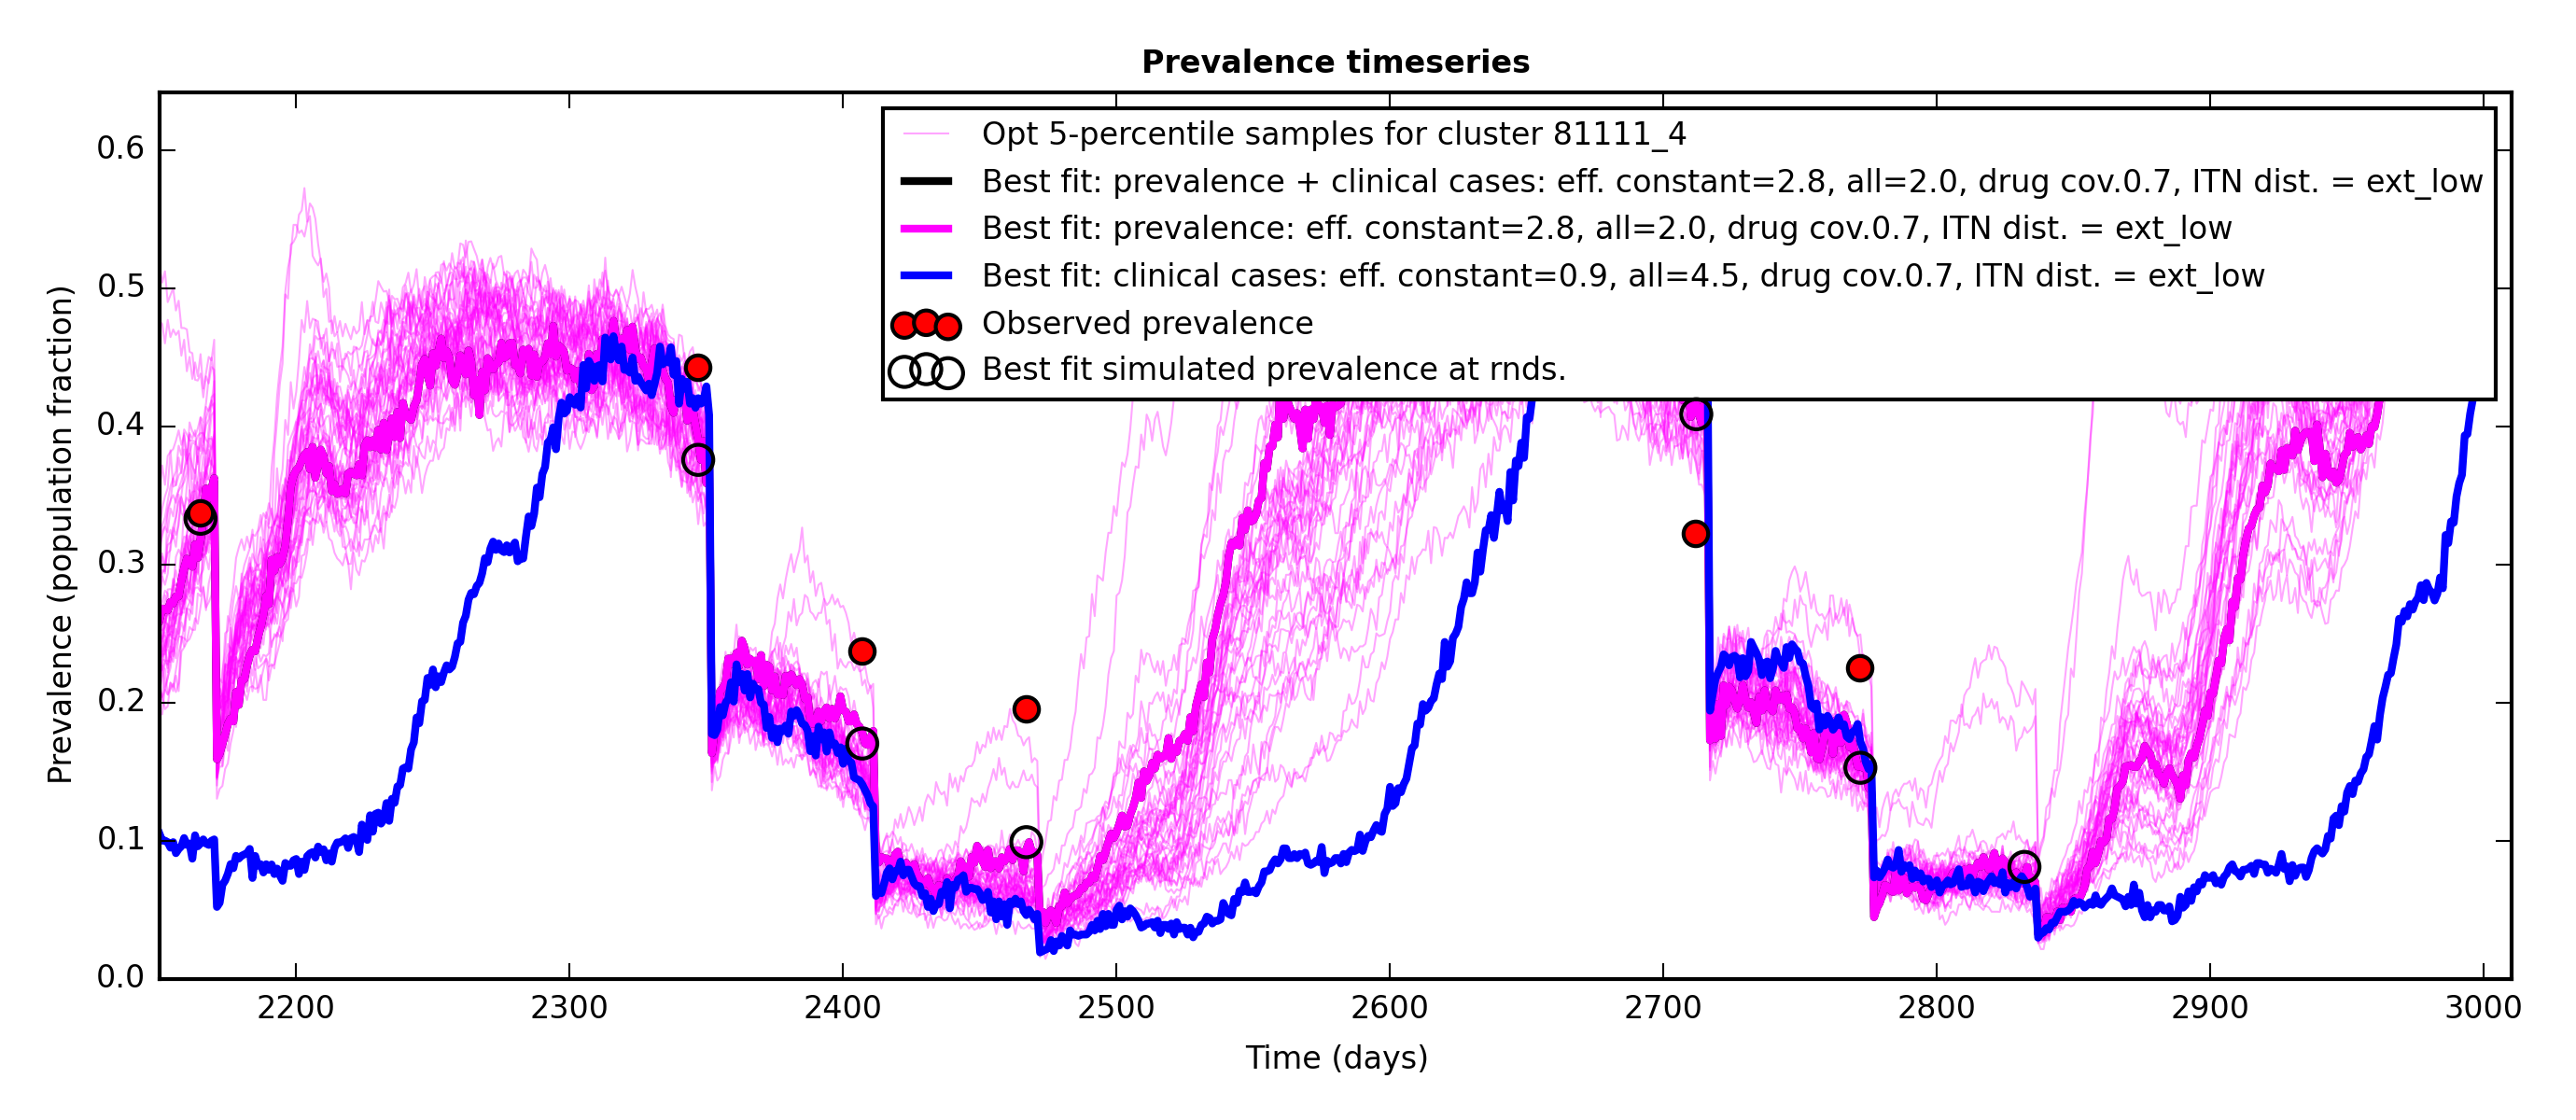 Prevalence timeseries
Opt 5-percentile samples for cluster 81111_4
Best fit: prevalence + clinical cases: eff. constant=2.8, all=2.0, drug cov.0.7, ITN dist. = ext_low
Best fit: prevalence: eff. constant=2.8, all=2.0, drug cov.0.7, ITN dist. = ext_low
Best fit: clinical cases: eff. constant=0.9, all=4.5, drug cov.0.7, ITN dist. = ext_low
Observed prevalence
Best fit simulated prevalence at rnds.
Prevalence (population fraction)
0.6
0.5
0.4
0.3
0.2
0.1
0.0
2200 2300 2400 2500 2600 2700 2800 2900 3000
Time (days)